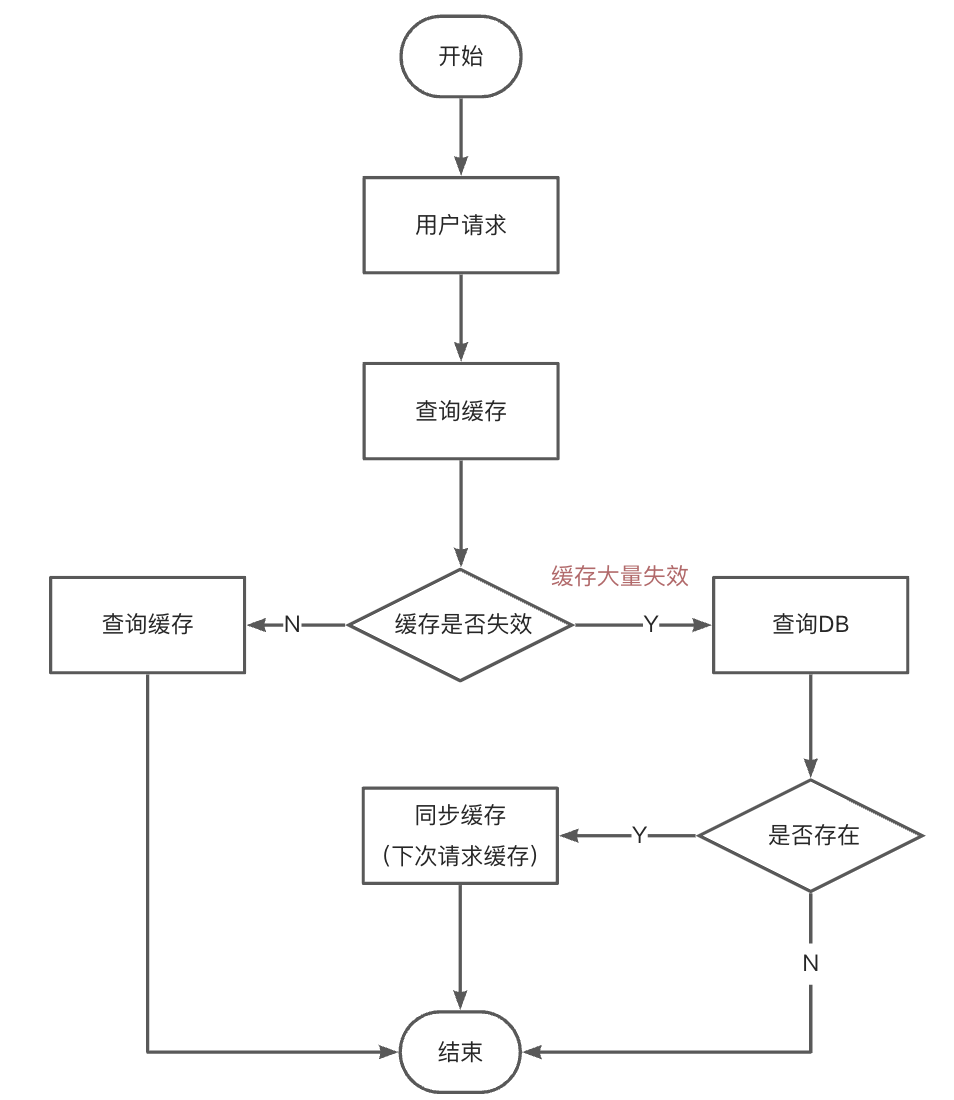 开始
用户请求
查询缓存
缓存大量失效
查询缓存
N
缓存是否失效
Y
查询DB
同步缓存
（下次请求缓存）
Y
是否存在
N
结束